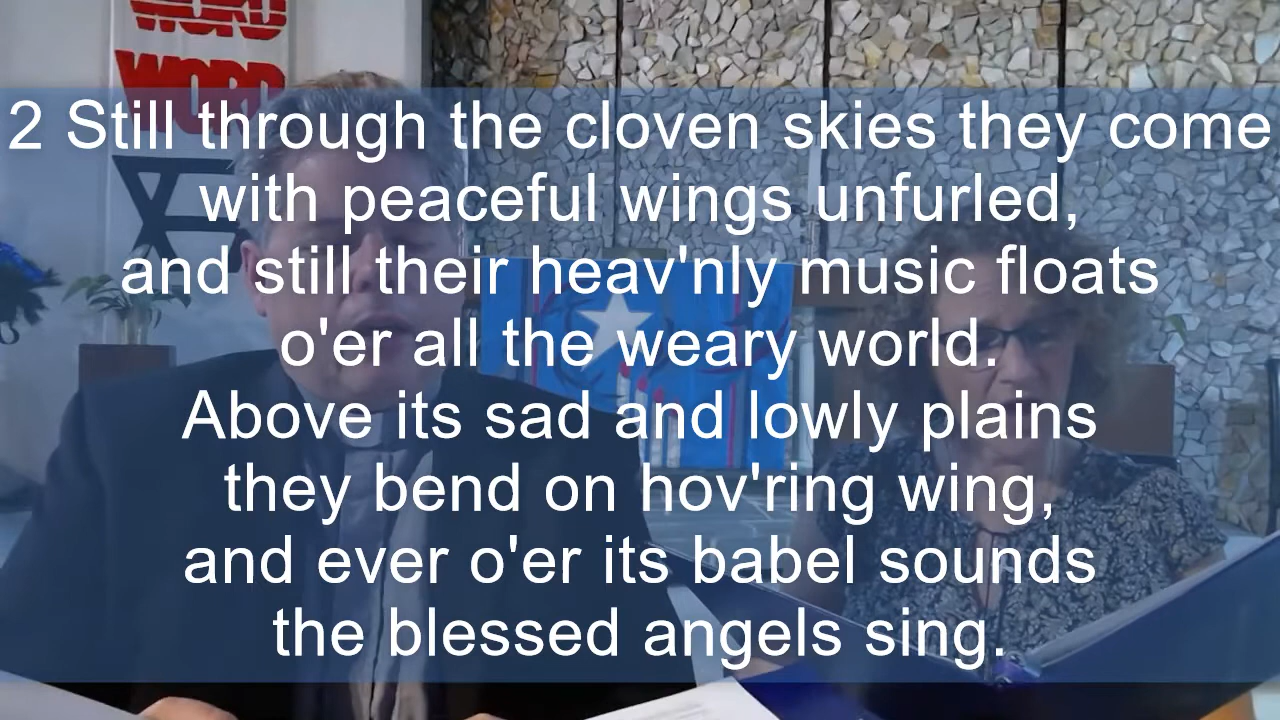 WORD
WORD
2 Still through the cloven skies they come
with peaceful wings unfurled,
and still their heav'nly music floats
o'er all the weary world.
Above its sad and lowly plains
they bend on hov'ring wing,
and ever o'er its babel sounds
the blessed angels sing.